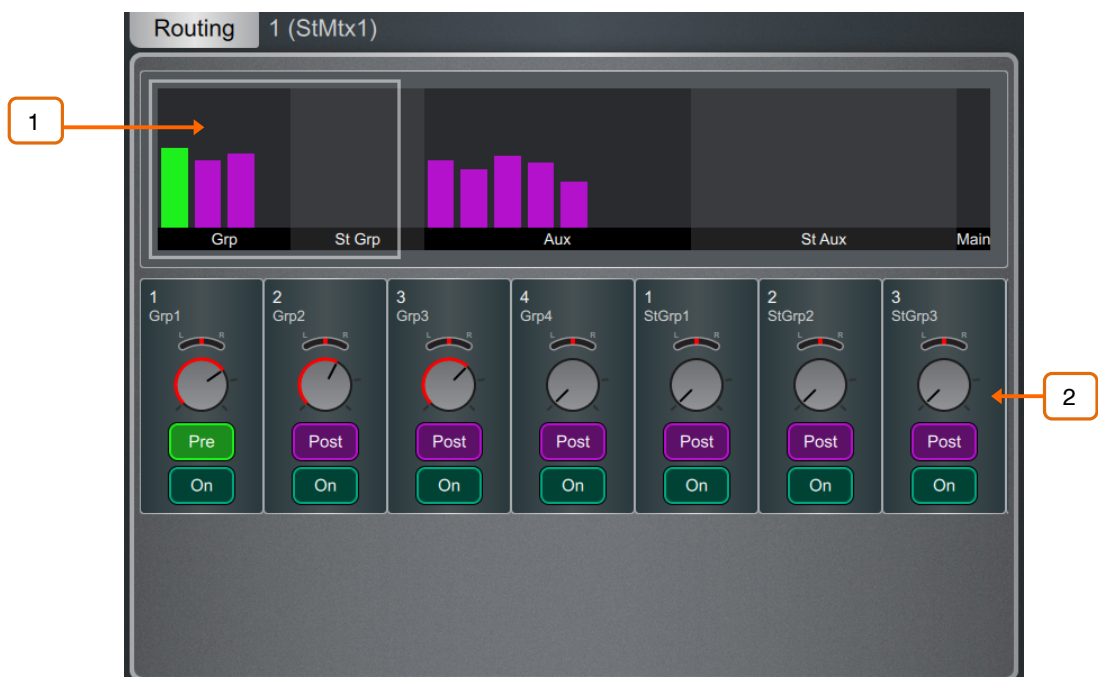 Routing 1 (StMtx1)
1
Grp St Grp Aux St Aux Main
1 2 3 4 1 2 3
Grp1 Grp2 Grp3 Grp4 StGrp1 StGrp2 StGrp3
L R L R L R L R L R L R L R
2
Pre Post Post Post Post Post Post
On On On On On On On